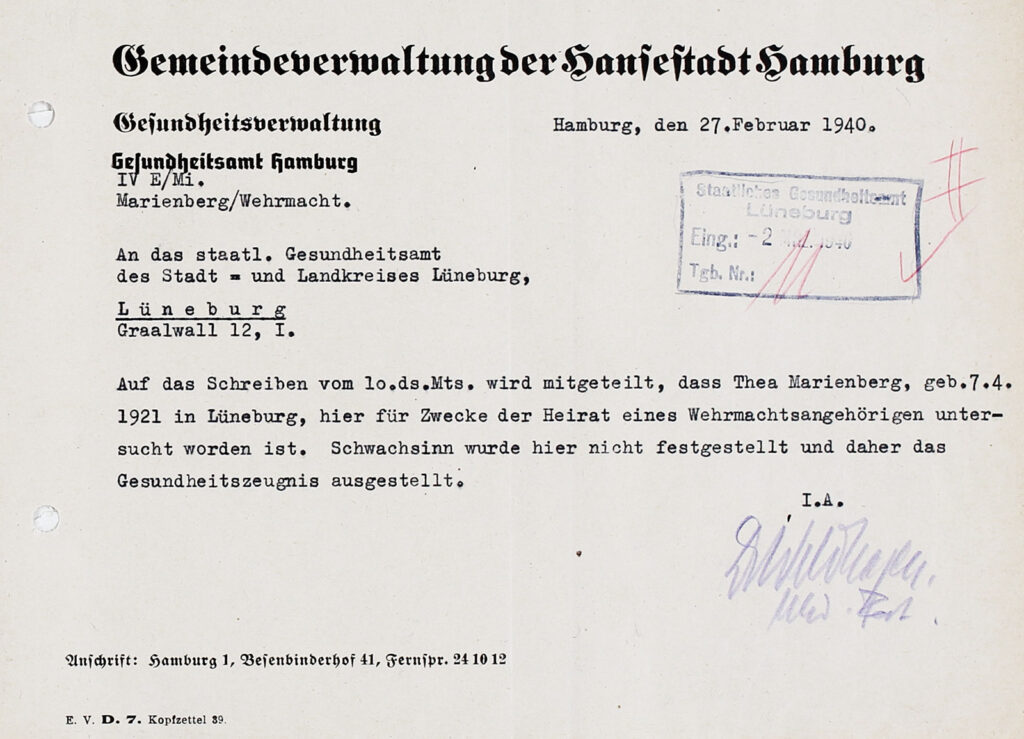 Gemeindeverwaltung der Hansestadt Hamburg
Gesundheitsverwaltung
Hamburg, den 27.Februar 1940.
Gesundheitsamt Hamburg
IV E/Mi.
Marienberg/Wehrmacht.
Staatliches Gesundheitsamt
Lüneburg
Eing.: -2 1940
Tgb. Nr.:
An das staatl. Gesundheitsamt
des Stadt = und Landkreises Lüneburg,
L ü n e b u r g
Graalwall 12, I.
Auf das Schreiben vom lo.ds.Mts. wird mitgeteilt, dass Thea Marienberg, geb.7.4.
1921 in Lüneburg, hier für Zwecke der Heirat eines Wehrmachtsangehörigen unter-
sucht worden ist. Schwachsinn wurde hier nicht festgestellt und daher das
Gesundheitszeugnis ausgestellt.
I.A.
Anschrift: Hamburg 1, Besenbinderhof 41, Fernspr. 24 10 12
E. V. D. 7. Kopfzettel 39.